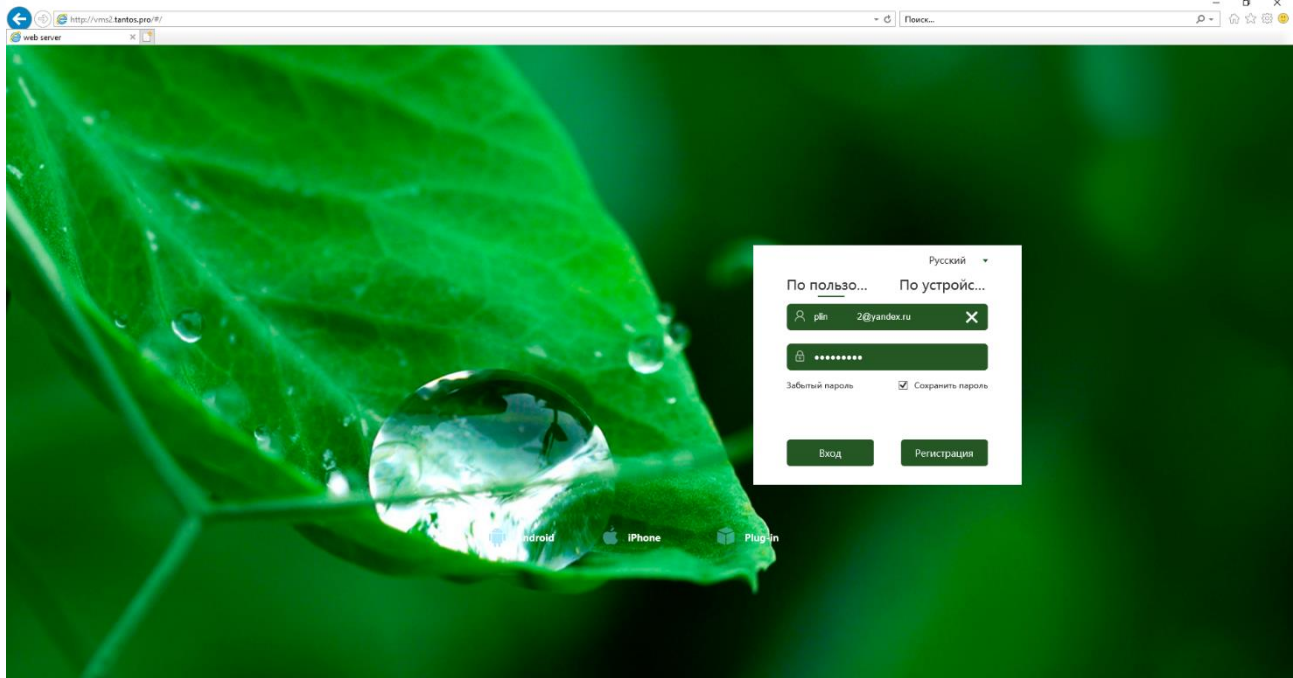 http://vms2.tantos.pro/#/
Поиск...
web server
Русский
По пользо... По устройс...
plin 2@yandex.ru
•••••••••
Забытый пароль Сохранить пароль
Вход Регистрация
Android iPhone Plug-in